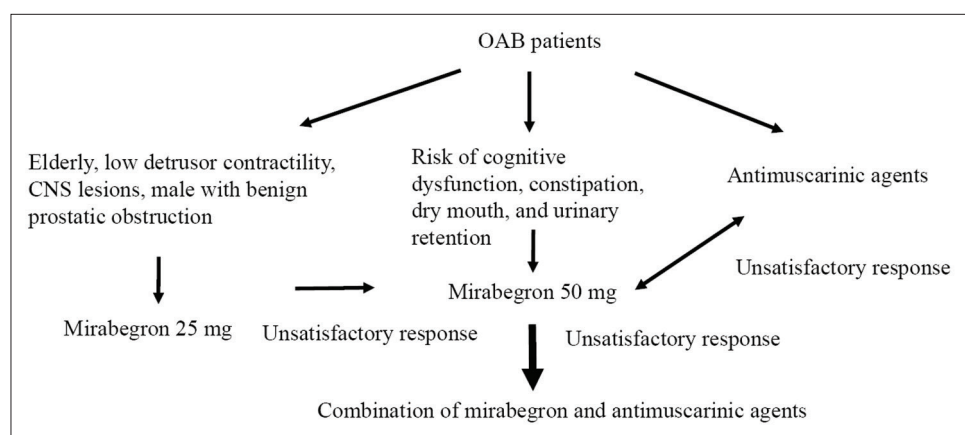 OAB patients
Elderly, low detrusor contractility,
CNS lesions, male with benign
prostatic obstruction
Risk of cognitive
dysfunction, constipation,
dry mouth, and urinary
retention
Antimuscarinic agents
Unsatisfactory response
Mirabegron 50 mg
Mirabegron 25 mg
Unsatisfactory response
Unsatisfactory response
Combination of mirabegron and antimuscarinic agents